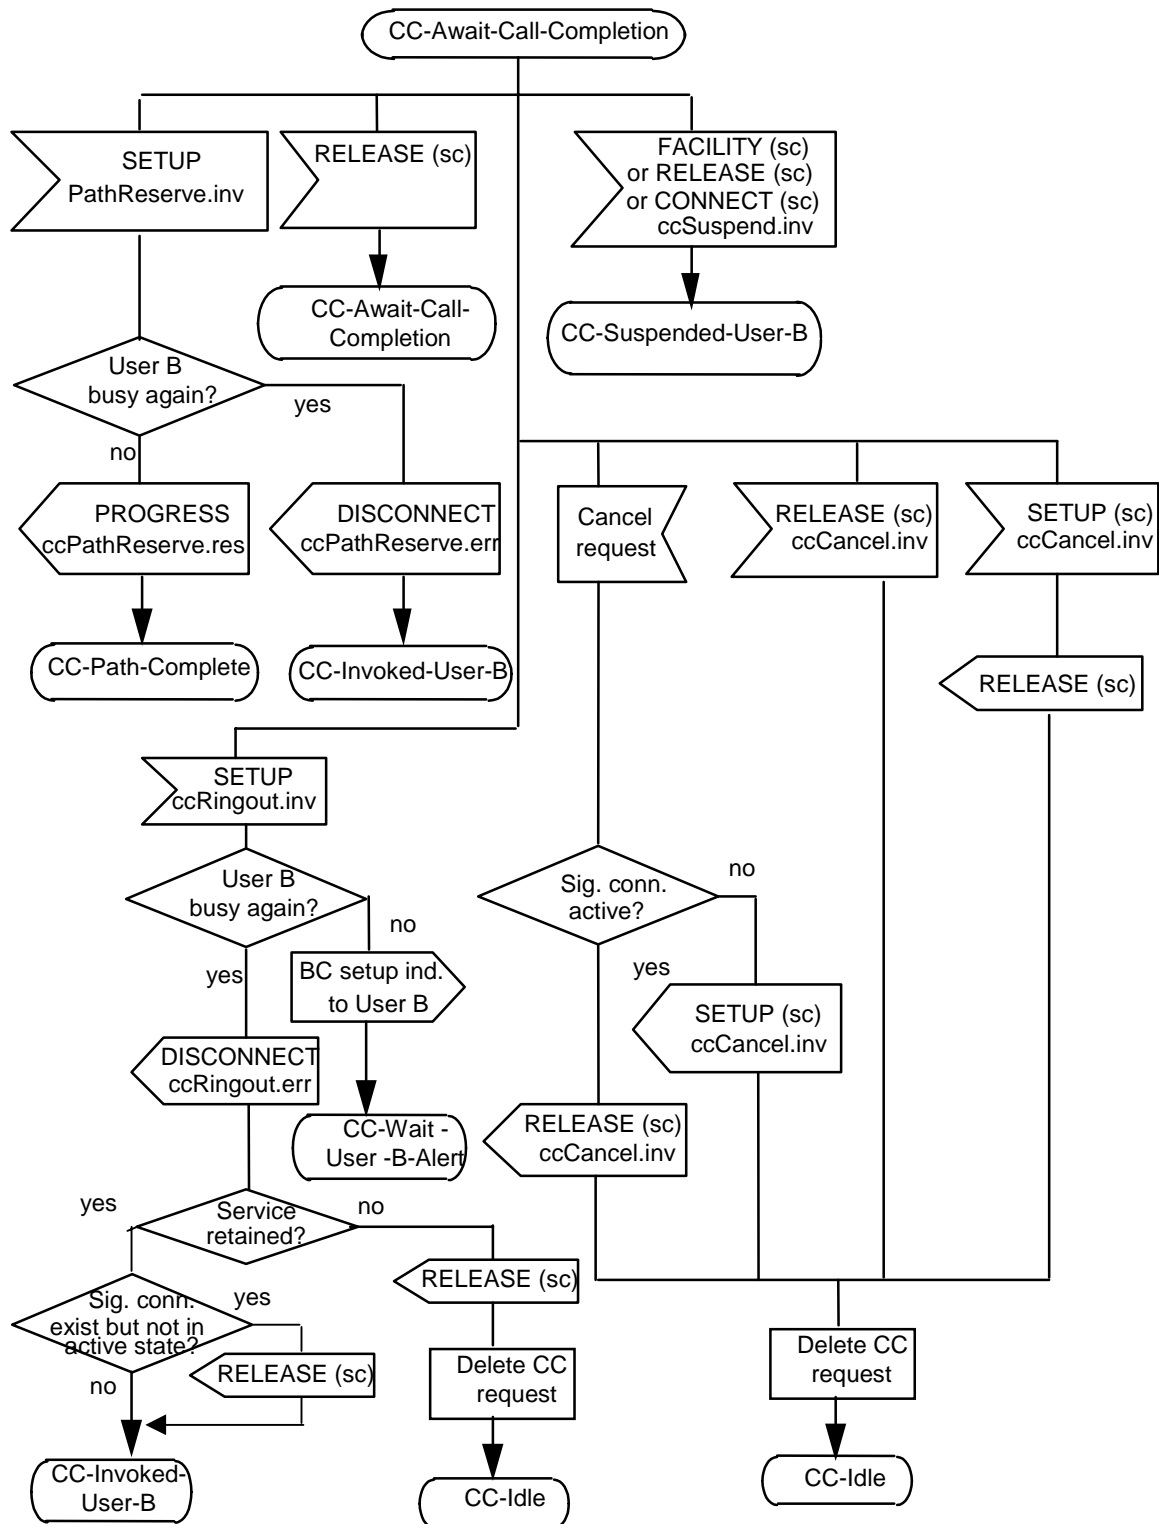 CC-Await-Call-Completion
SETUP
PathReserve.inv
RELEASE (sc)
FACILITY (sc)
or RELEASE (sc)
or CONNECT (sc)
ccSuspend.inv
CC-Await-Call-
Completion
CC-Suspended-User-B
User B
busy again?
yes
no
PROGRESS
ccPathReserve.res
DISCONNECT
ccPathReserve.err
Cancel
request
RELEASE (sc)
ccCancel.inv
SETUP (sc)
ccCancel.inv
CC-Path-Complete
CC-Invoked-User-B
RELEASE (sc)
SETUP
ccRingout.inv
User B
busy again?
no
yes
BC setup ind.
to User B
Sig. conn.
active?
no
yes
SETUP (sc)
ccCancel.inv
DISCONNECT
ccRingout.err
CC-Wait -
User -B-Alert
RELEASE (sc)
ccCancel.inv
yes
Service
retained?
no
RELEASE (sc)
Sig. conn.
exist but not in
active state?
yes
no
RELEASE (sc)
Delete CC
request
Delete CC
request
CC-Invoked-
User-B
CC-Idle
CC-Idle